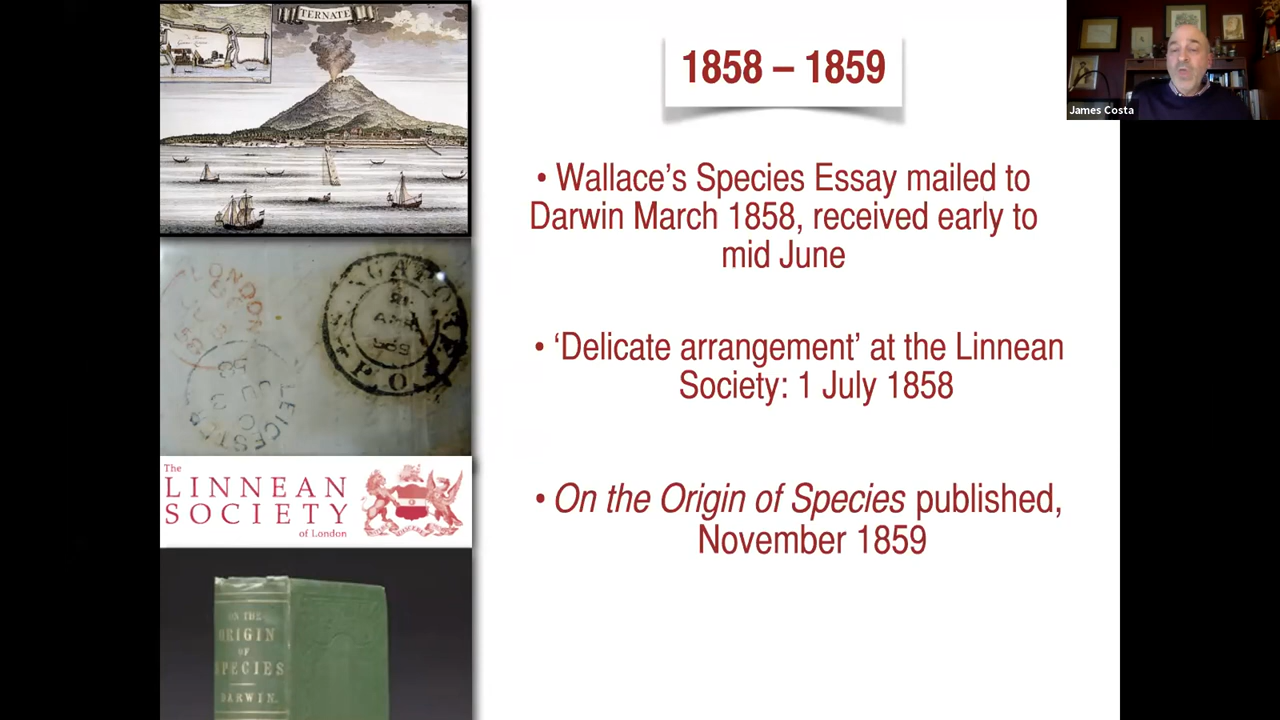 TERNATE
1858 – 1859
James Costa
• Wallace’s Species Essay mailed to
Darwin March 1858, received early to
mid June
• ‘Delicate arrangement’ at the Linnean
Society: 1 July 1858
• On the Origin of Species published,
November 1859
LONDON
LEICESTER
The
LINNEAN
SOCIETY
of London
ON THE
ORIGIN
OF
SPECIES
DARWIN.